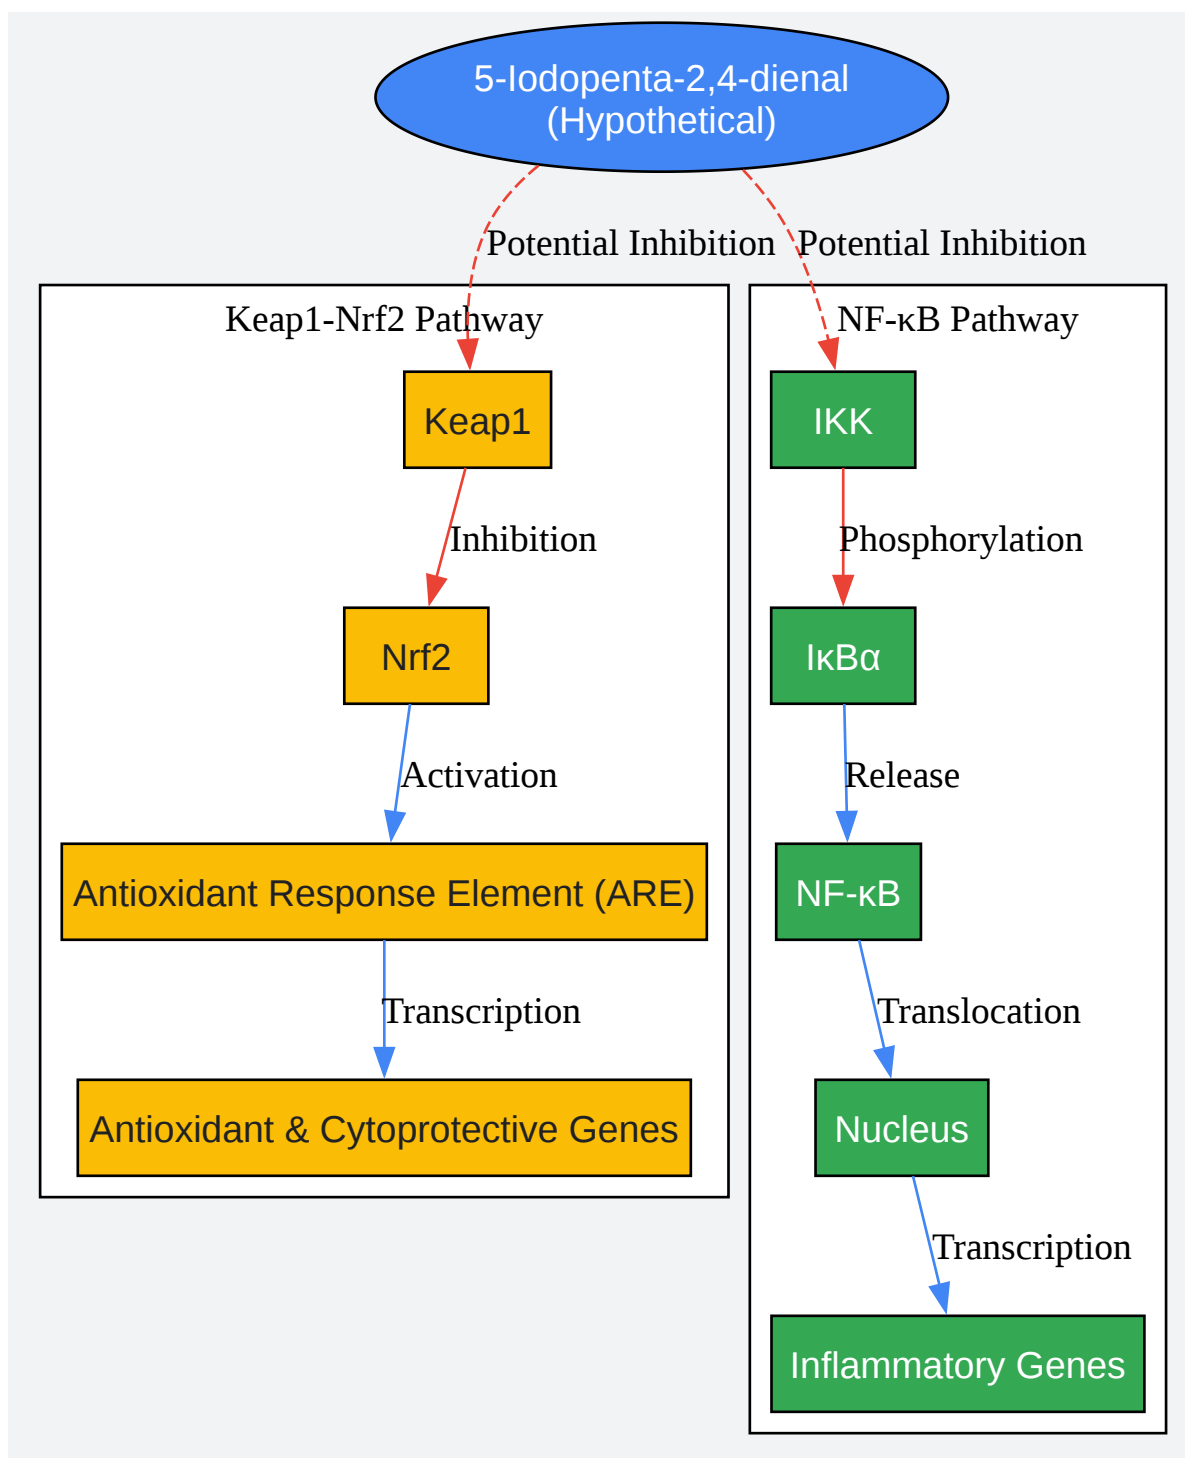 5-Iodopenta-2,4-dienal
(Hypothetical)
Potential Inhibition
Potential Inhibition
Keap1-Nrf2 Pathway
Keap1
Inhibition
Nrf2
Activation
Antioxidant Response Element (ARE)
Transcription
Antioxidant & Cytoprotective Genes
NF-κB Pathway
IKK
Phosphorylation
IκBα
Release
NF-κB
Translocation
Nucleus
Transcription
Inflammatory Genes